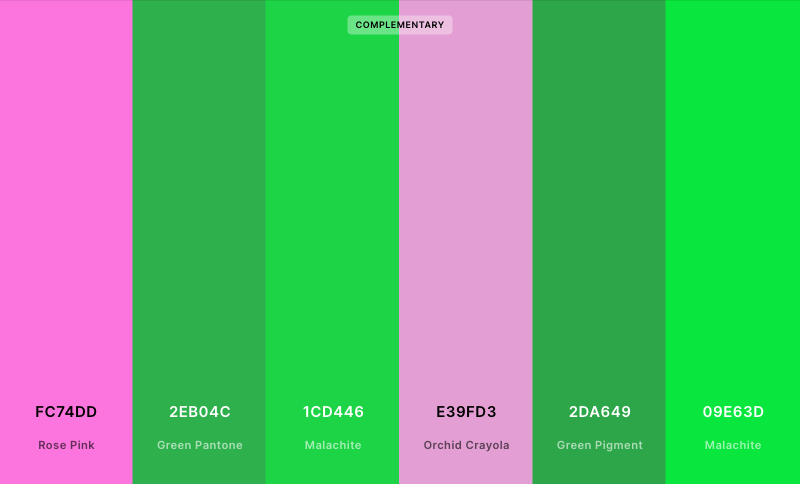 COMPLEMENTARY
FC74DD
2EB04C
1CD446
E39FD3
2DA649
09E63D
Rose Pink
Green Pantone
Malachite
Orchid Crayola
Green Pigment
Malachite